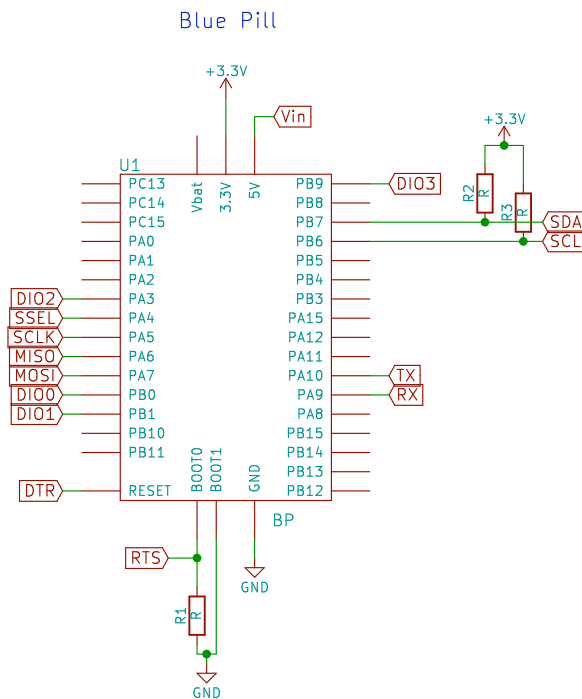 Blue Pill
+3.3V
Vin
+3.3V
U1
Vbat
3.3V
5V
PC13
PC14
PC15
PA0
PA1
PA2
DIO2 PA3
SSEL PA4
SCLK PA5
MISO PA6
MOSI PA7
DIO0 PB0
DIO1 PB1
PB10
PB11
DTR RESET
PB9 DIO3
PB8
PB7 SDA
PB6 SCL
PB5
PB4
PB3
PA15
PA12
PA11
PA10 TX
PA9 RX
PA8
PB15
PB14
PB13
PB12
R2
R
R3
R
BOOT0
BOOT1
GND
BP
RTS
GND
R1
R
GND